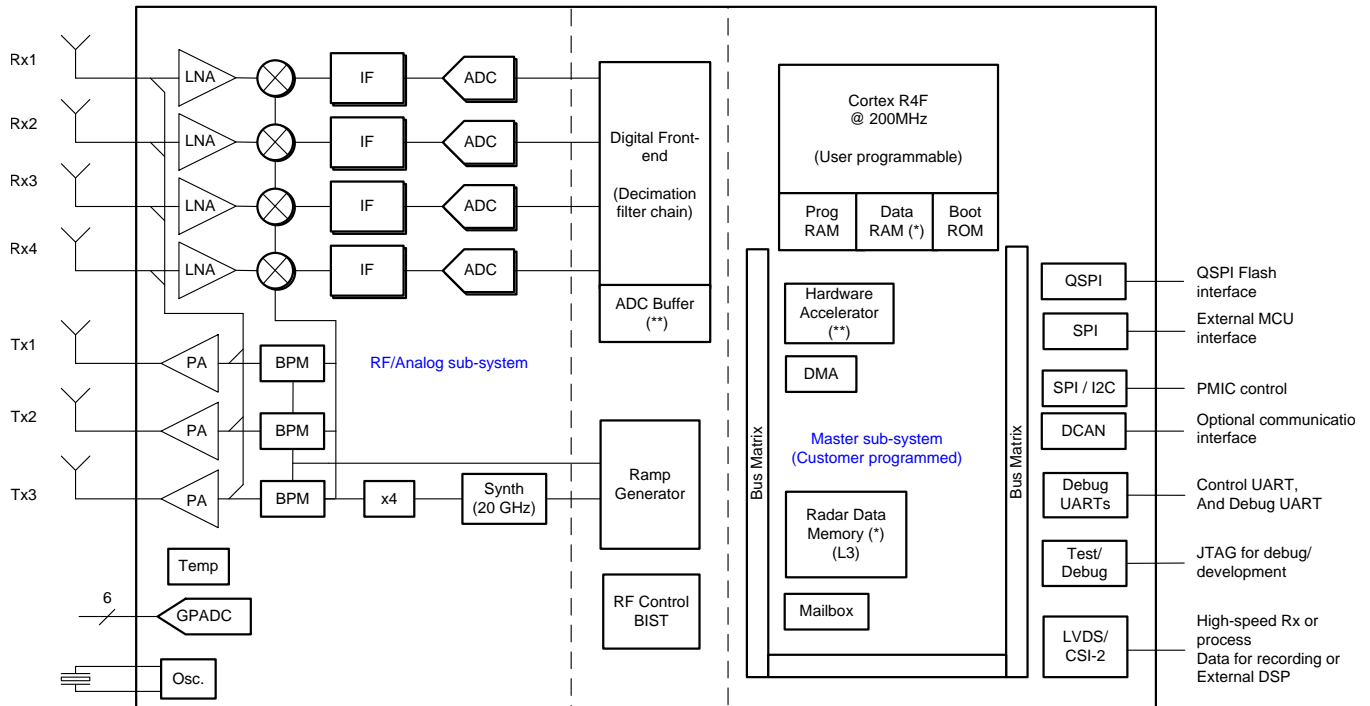 Rx1
LNA
IF
ADC
Rx2
LNA
IF
ADC
Rx3
LNA
IF
ADC
Rx4
LNA
IF
ADC
Digital Front-
end
(Decimation
filter chain)
ADC Buffer
(**)
Tx1
PA
BPM
RF/Analog sub-system
Tx2
PA
BPM
Tx3
PA
BPM
x4
Synth
(20 GHz)
Ramp
Generator
Temp
6
GPADC
Osc.
RF Control
BIST
Cortex R4F
@ 200MHz
(User programmable)
Prog
RAM
Data
RAM (*)
Boot
ROM
Bus Matrix
Hardware
Accelerator
(**)
DMA
Master sub-system
(Customer programmed)
Radar Data
Memory (*)
(L3)
Mailbox
Bus Matrix
QSPI
QSPI Flash
interface
SPI
External MCU
interface
SPI / I2C
PMIC control
DCAN
Optional communicatio
interface
Debug
UARTs
Control UART,
And Debug UART
Test/
Debug
JTAG for debug/
development
LVDS/
CSI-2
High-speed Rx or
process
Data for recording or
External DSP